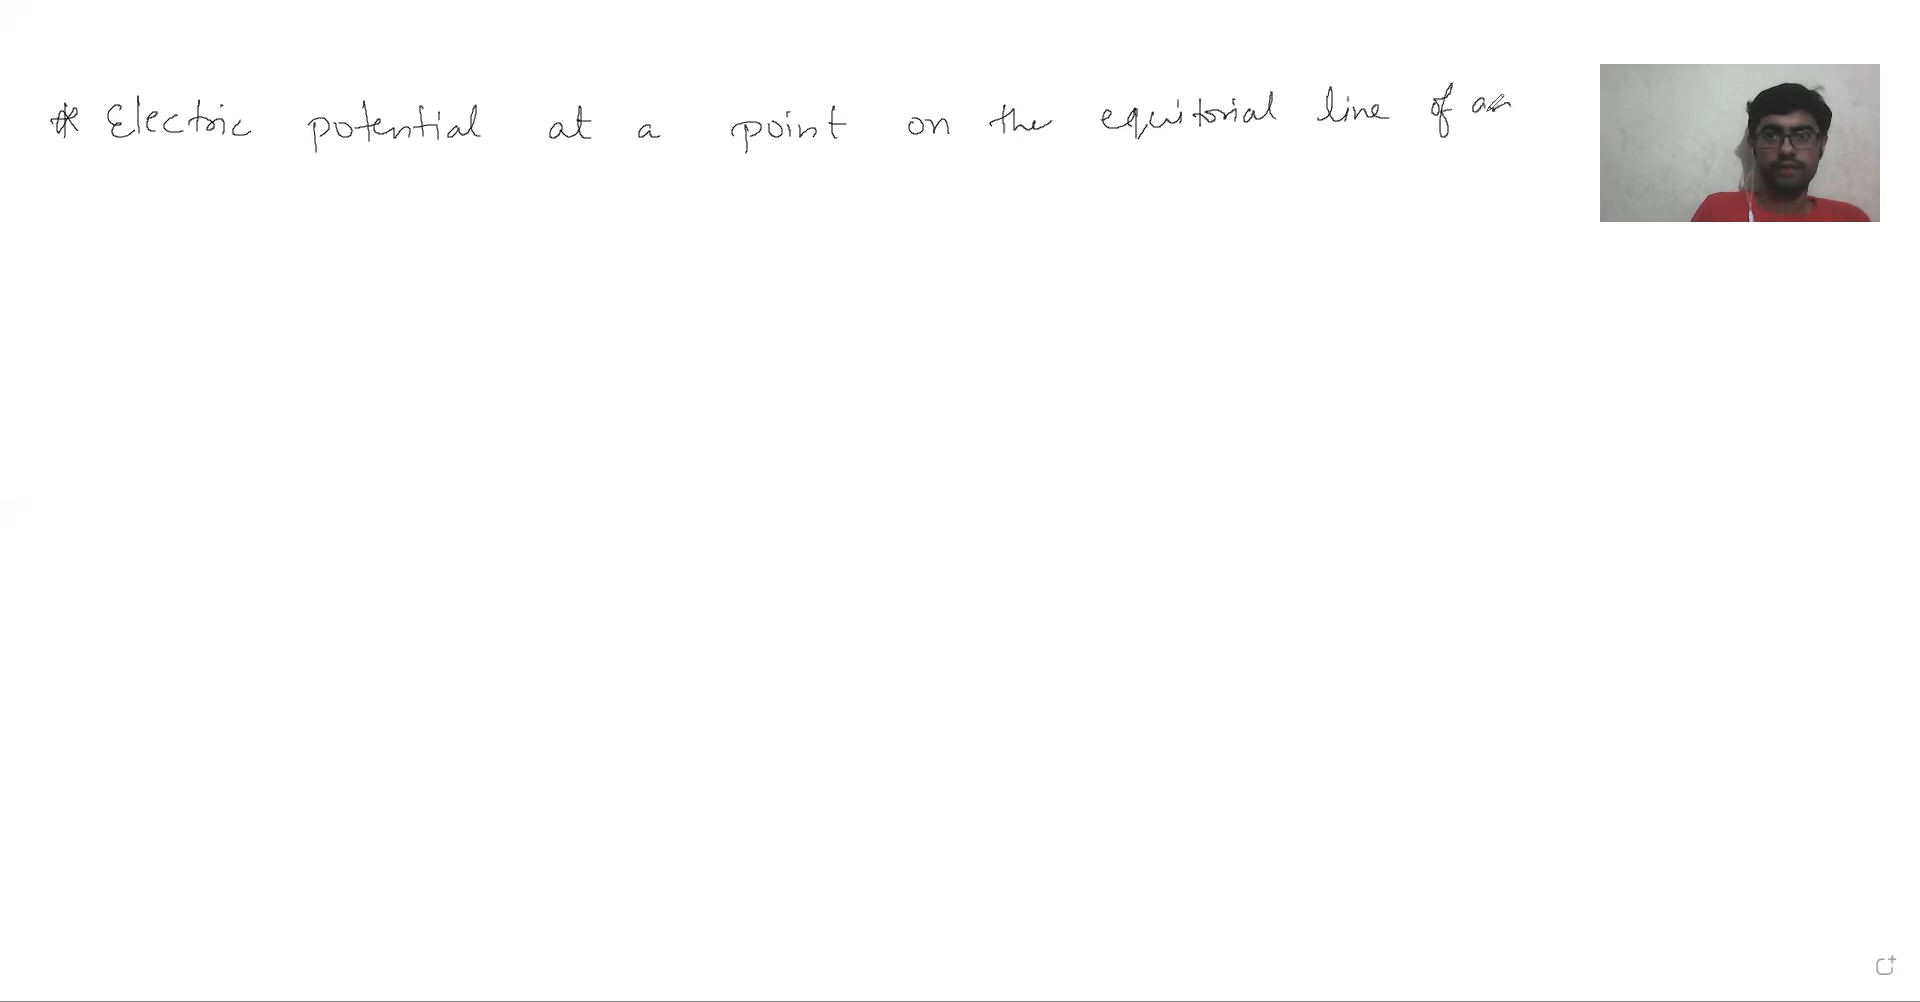 * Electric potential at a point on the equitorial line of an